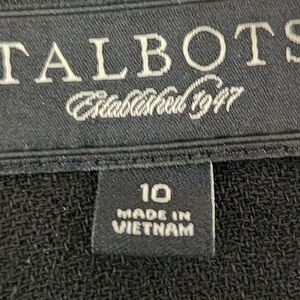 TALBOTS
Established 1947
10
MADE IN
VIETNAM